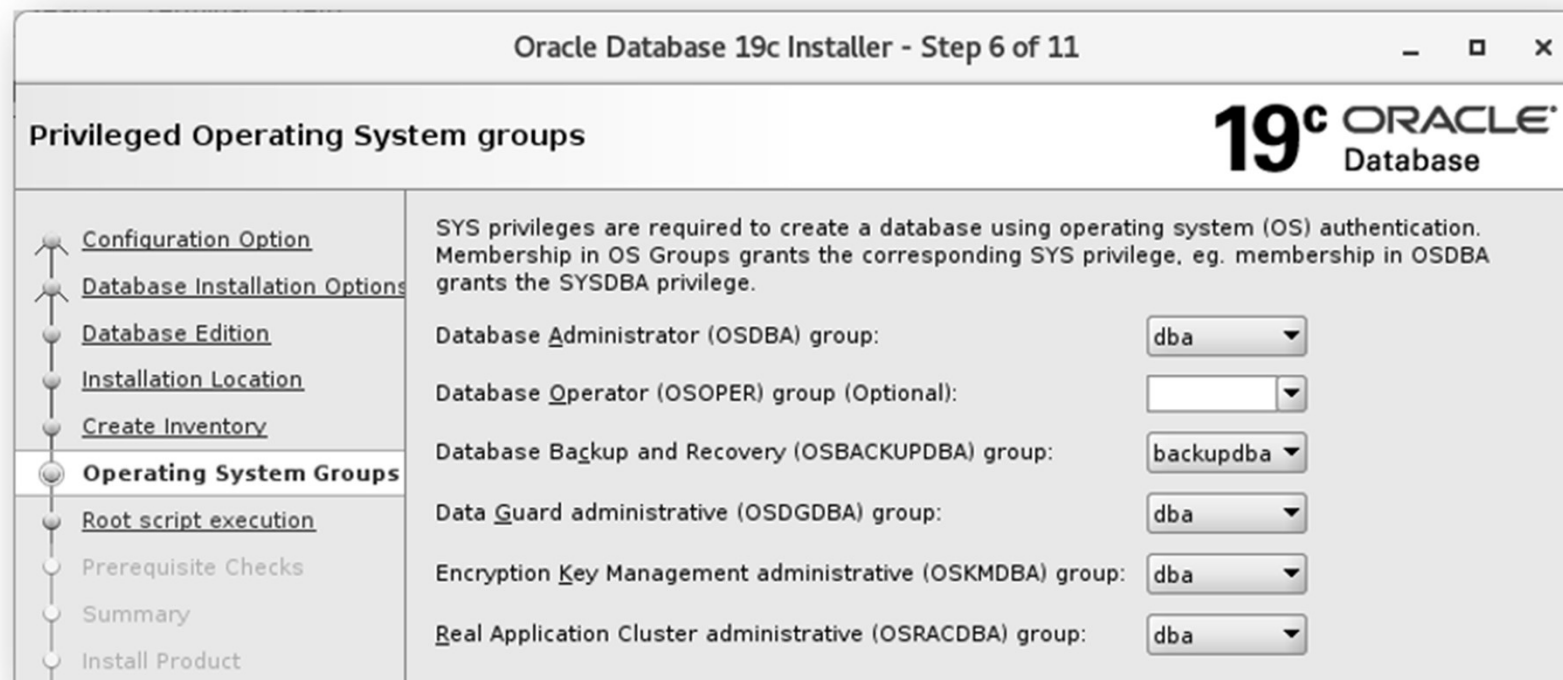 Oracle Database 19c Installer - Step 6 of 11
Privileged Operating System groups
19c ORACLE
Database
Configuration Option
Database Installation Options
Database Edition
Installation Location
Create Inventory
Operating System Groups
Root script execution
Prerequisite Checks
Summary
Install Product
SYS privileges are required to create a database using operating system (OS) authentication.
Membership in OS Groups grants the corresponding SYS privilege, eg. membership in OSDBA
grants the SYSDBA privilege.
Database Administrator (OSDBA) group: dba
Database Operator (OSOPER) group (Optional):
Database Backup and Recovery (OSBACKUPDBA) group: backupdba
Data Guard administrative (OSDGDBA) group: dba
Encryption Key Management administrative (OSKMDBA) group: dba
Real Application Cluster administrative (OSRACDBA) group: dba